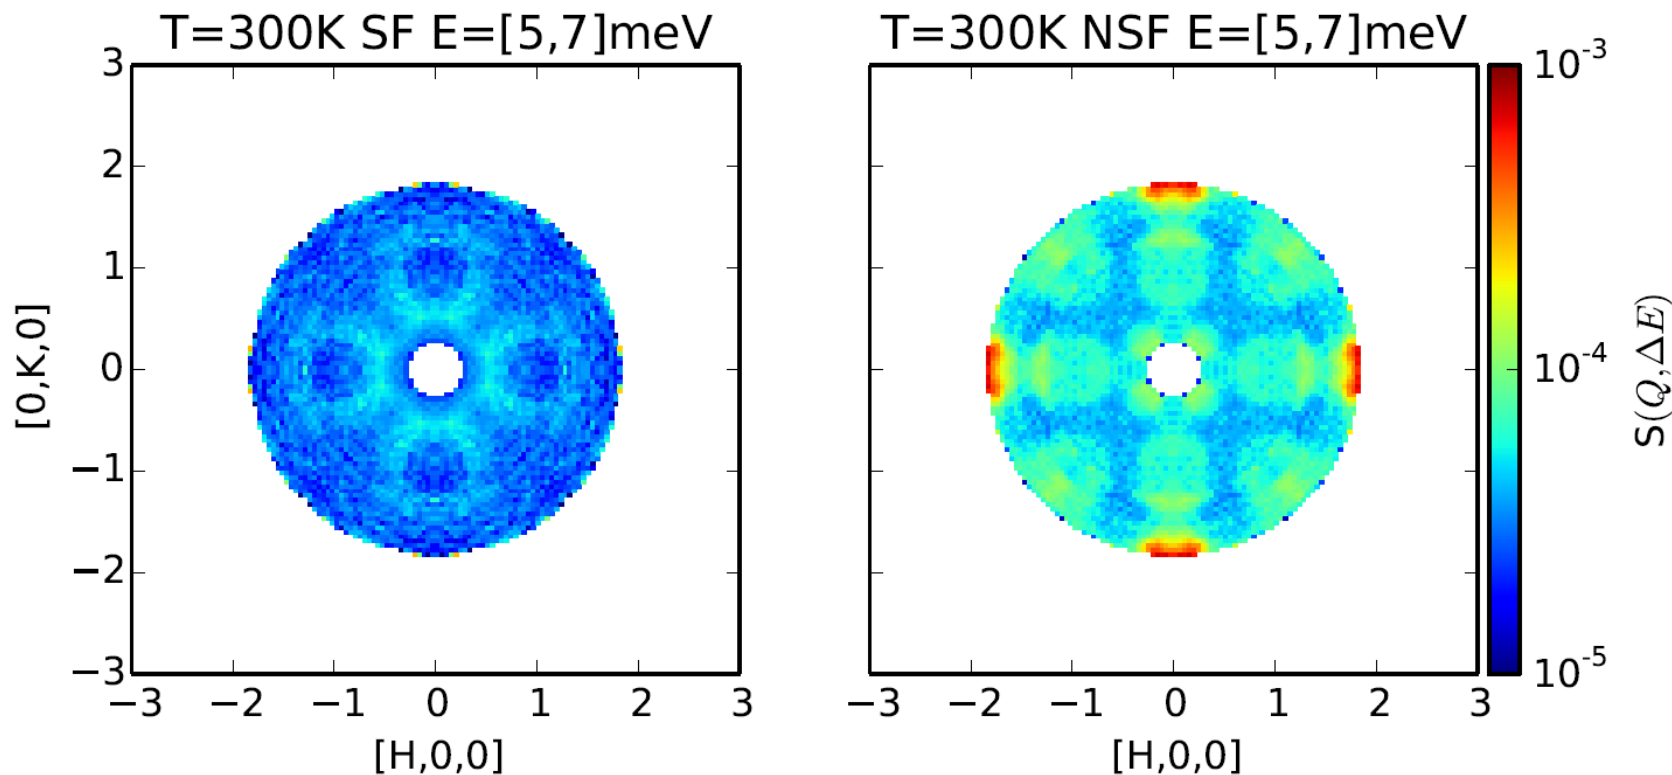 T=300K SF E=[5,7]meV
T=300K NSF E=[5,7]meV
3
2
1
0
−1
−2
−3
[0,K,0]
−3 −2 −1 0 1 2 3
[H,0,0]
−3 −2 −1 0 1 2 3
[H,0,0]
10⁻³
10⁻⁴
10⁻⁵
S(Q,ΔE)